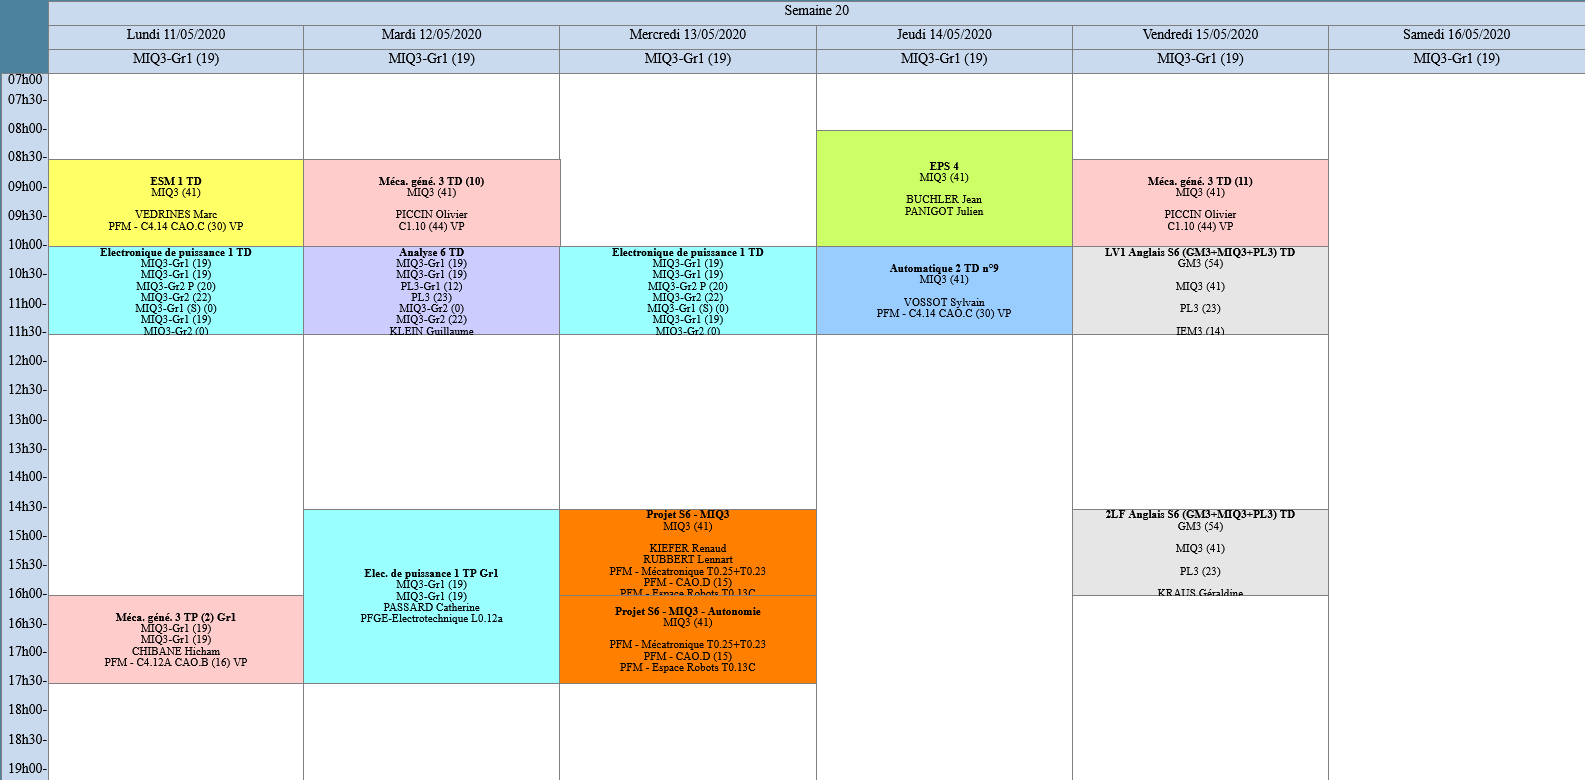 Semaine 20
Lundi 11/05/2020
Mardi 12/05/2020
Mercredi 13/05/2020
Jeudi 14/05/2020
Vendredi 15/05/2020
Samedi 16/05/2020
MIQ3-Gr1 (19)
MIQ3-Gr1 (19)
MIQ3-Gr1 (19)
MIQ3-Gr1 (19)
MIQ3-Gr1 (19)
MIQ3-Gr1 (19)
07h00
07h30-
08h00-
08h30-
09h00-
09h30-
10h00-
10h30-
11h00-
11h30-
12h00-
12h30-
13h00-
13h30-
14h00-
14h30-
15h00-
15h30-
16h00-
16h30-
17h00-
17h30-
18h00-
18h30-
19h00-
ESM 1 TD
MIQ3 (41)
VEDRINES Marc
PFM - C4.14 CAO.C (30) VP
Electronique de puissance 1 TD
MIQ3-Gr1 (19)
MIQ3-Gr1 (19)
MIQ3-Gr2 P (20)
MIQ3-Gr2 (22)
MIQ3-Gr1 (S) (0)
MIQ3-Gr1 (19)
MIQ3-Gr2 (0)
Méca. géné. 3 TP (2) Gr1
MIQ3-Gr1 (19)
MIQ3-Gr1 (19)
CHIBANE Hicham
PFM - C4.12A CAO.B (16) VP
Méca. géné. 3 TD (10)
MIQ3 (41)
PICCIN Olivier
C1.10 (44) VP
Analyse 6 TD
MIQ3-Gr1 (19)
MIQ3-Gr1 (19)
PL3-Gr1 (12)
PL3 (23)
MIQ3-Gr2 (0)
MIQ3-Gr2 (22)
KLEIN Guillaume
Elec. de puissance 1 TP Gr1
MIQ3-Gr1 (19)
MIQ3-Gr1 (19)
PASSARD Catherine
PFGE-Electrotechnique L0.12a
Electronique de puissance 1 TD
MIQ3-Gr1 (19)
MIQ3-Gr1 (19)
MIQ3-Gr2 P (20)
MIQ3-Gr2 (22)
MIQ3-Gr1 (S) (0)
MIQ3-Gr1 (19)
MIQ3-Gr2 (0)
Projet S6 - MIQ3
MIQ3 (41)
KIEFER Renaud
RUBBERT Lennart
PFM - Mécatronique T0.25+T0.23
PFM - CAO.D (15)
PFM - Espace Robots T0.13C
Projet S6 - MIQ3 - Autonomie
MIQ3 (41)
PFM - Mécatronique T0.25+T0.23
PFM - CAO.D (15)
PFM - Espace Robots T0.13C
EPS 4
MIQ3 (41)
BUCHLER Jean
PANIGOT Julien
Automatique 2 TD n°9
MIQ3 (41)
VOSSOT Sylvain
PFM - C4.14 CAO.C (30) VP
Méca. géné. 3 TD (11)
MIQ3 (41)
PICCIN Olivier
C1.10 (44) VP
LV1 Anglais S6 (GM3+MIQ3+PL3) TD
GM3 (54)
MIQ3 (41)
PL3 (23)
IEM3 (14)
2LF Anglais S6 (GM3+MIQ3+PL3) TD
GM3 (54)
MIQ3 (41)
PL3 (23)
KRAUS Géraldine